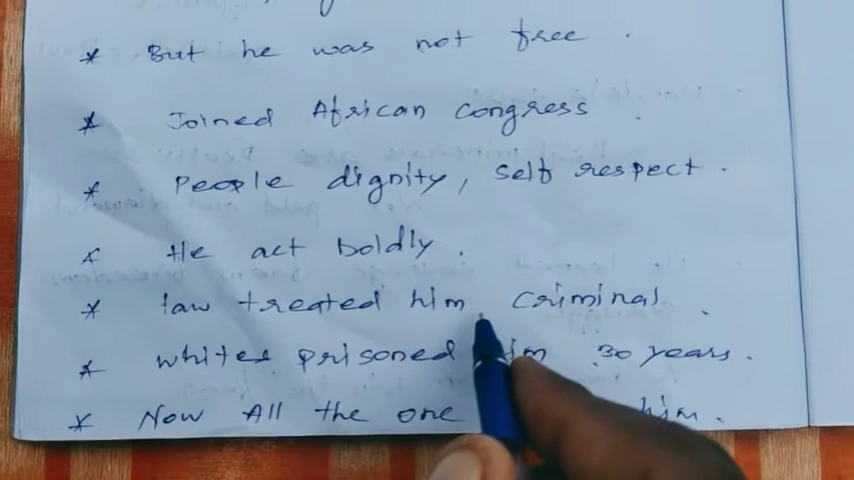 * But he was not free .
* Joined African congress .
* People dignity, Self respect .
* He act boldly .
* law treated him criminal .
* whites prisoned him 30 years .
* Now All the one him .